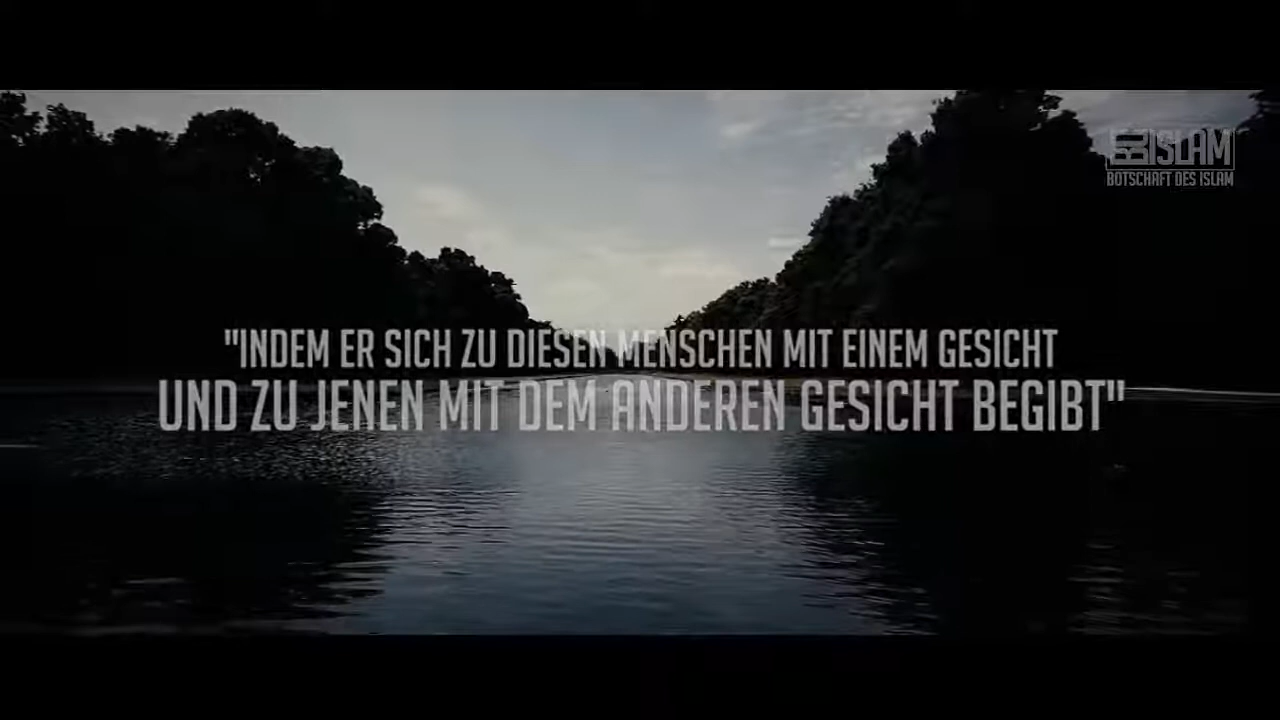 ISLAM
BOTSCHAFT DES ISLAM
"INDEM ER SICH ZU DIESEN MENSCHEN MIT EINEM GESICHT
UND ZU JENEN MIT DEM ANDEREN GESICHT BEGIBT"